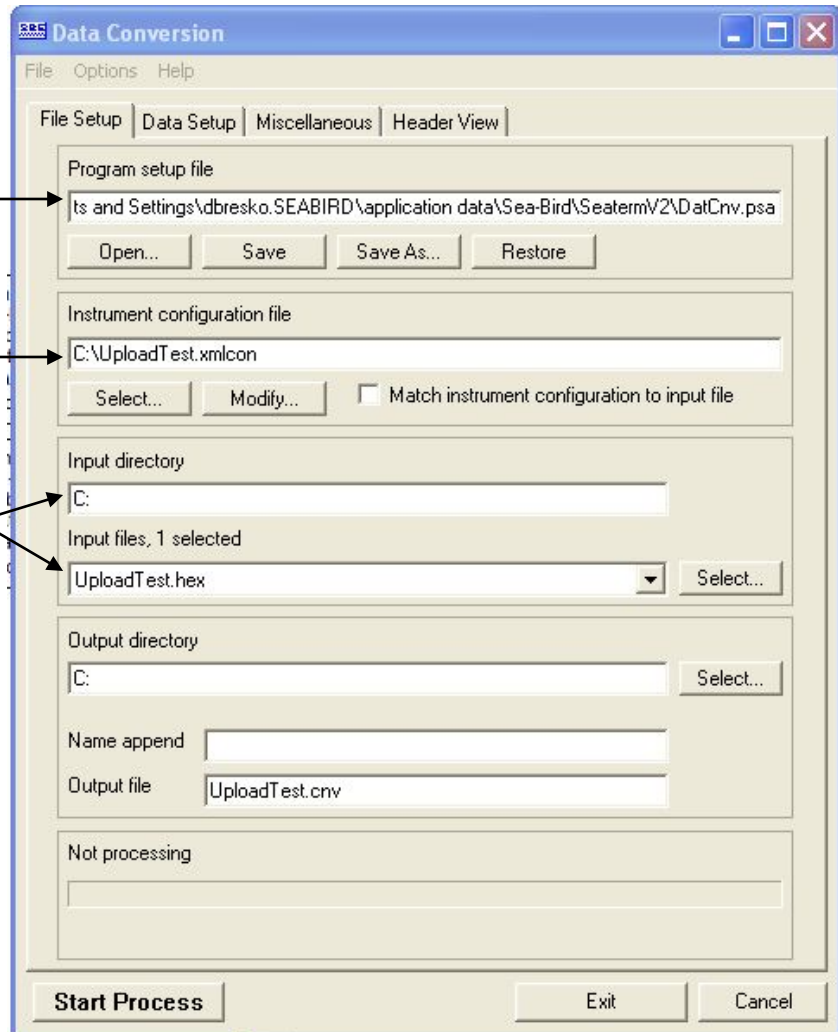 SBE Data Conversion
File Options Help
File Setup Data Setup Miscellaneous Header View
Program setup file
ts and Settings\dbresko.SEABIRD\application data\Sea-Bird\SeatermV2\DatCnv.psa
Open... Save Save As... Restore
Instrument configuration file
C:\UploadTest.xmlcon
Select... Modify... Match instrument configuration to input file
Input directory
C:
Input files, 1 selected
UploadTest.hex Select...
Output directory
C: Select...
Name append
Output file UploadTest.cnv
Not processing
Start Process Exit Cancel